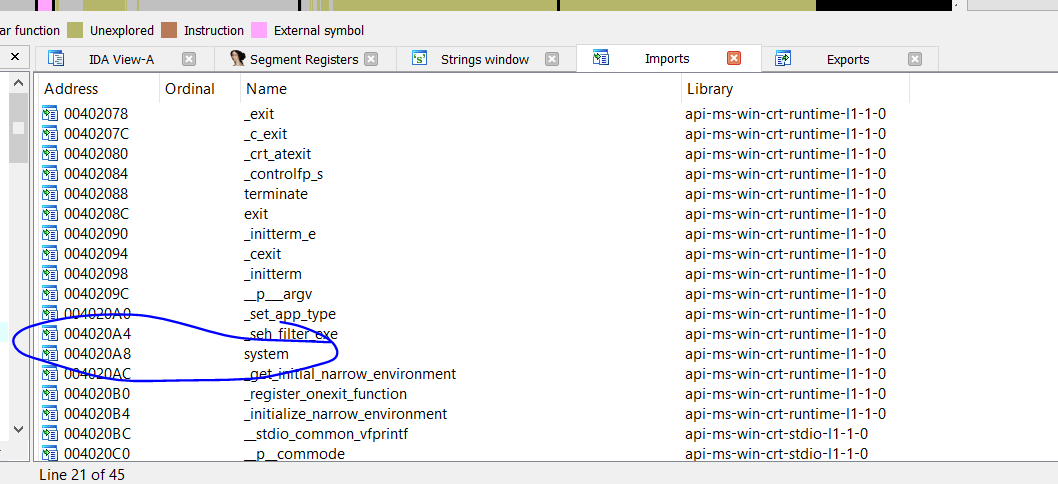 ar function Unexplored Instruction External symbol
IDA View-A Segment Registers Strings window Imports Exports
Address Ordinal Name Library
00402078 _exit api-ms-win-crt-runtime-l1-1-0
0040207C _c_exit api-ms-win-crt-runtime-l1-1-0
00402080 _crt_atexit api-ms-win-crt-runtime-l1-1-0
00402084 _controlfp_s api-ms-win-crt-runtime-l1-1-0
00402088 terminate api-ms-win-crt-runtime-l1-1-0
0040208C exit api-ms-win-crt-runtime-l1-1-0
00402090 _initterm_e api-ms-win-crt-runtime-l1-1-0
00402094 _cexit api-ms-win-crt-runtime-l1-1-0
00402098 _initterm api-ms-win-crt-runtime-l1-1-0
0040209C __p___argv api-ms-win-crt-runtime-l1-1-0
004020A0 _set_app_type api-ms-win-crt-runtime-l1-1-0
004020A4 _seh_filter_exe api-ms-win-crt-runtime-l1-1-0
004020A8 system api-ms-win-crt-runtime-l1-1-0
004020AC _get_initial_narrow_environment api-ms-win-crt-runtime-l1-1-0
004020B0 _register_onexit_function api-ms-win-crt-runtime-l1-1-0
004020B4 _initialize_narrow_environment api-ms-win-crt-runtime-l1-1-0
004020BC __stdio_common_vfprintf api-ms-win-crt-stdio-l1-1-0
004020C0 __p__commode api-ms-win-crt-stdio-l1-1-0
Line 21 of 45